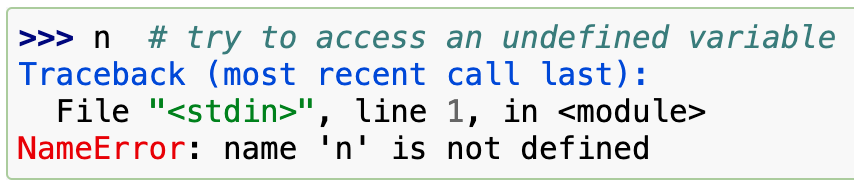 >>> n  # try to access an undefined variable
Traceback (most recent call last):
  File "<stdin>", line 1, in <module>
NameError: name 'n' is not defined